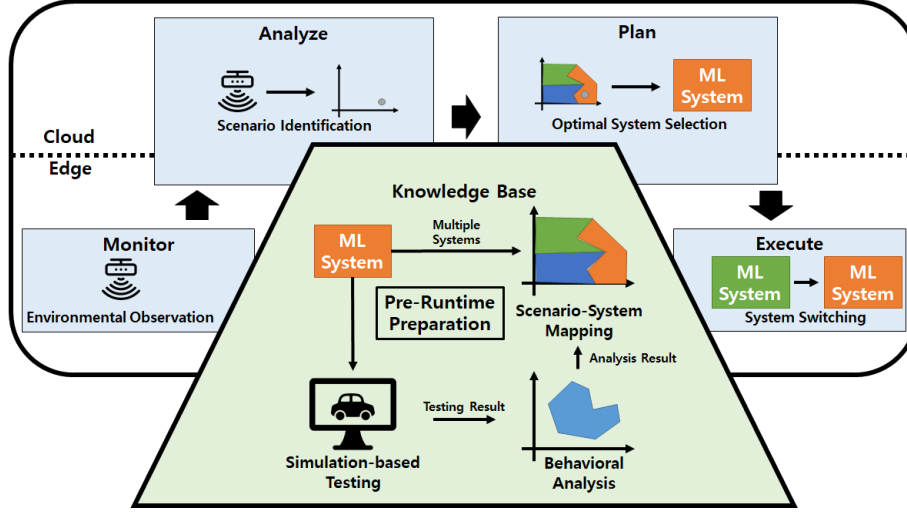 Analyze
Scenario Identification
Plan
ML
System
Optimal System Selection
Cloud
Edge
Monitor
Environmental Observation
Execute
ML
System
ML
System
System Switching
Knowledge Base
ML
System
Multiple
Systems
Pre-Runtime
Preparation
Scenario-System
Mapping
Analysis Result
Testing Result
Simulation-based
Testing
Behavioral
Analysis